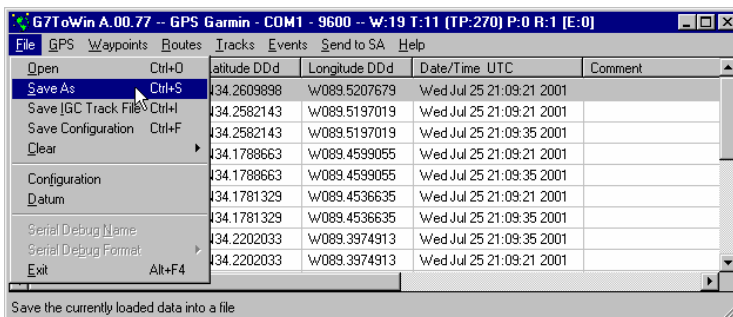 G7ToWin A.00.77 -- GPS Garmin - COM1 - 9600 -- W:19 T:11 (TP:270) P:0 R:1 [E:0]
File GPS Waypoints Routes Tracks Events Send to SA Help
Open Ctrl+O atitude DDd Longitude DDd Date/Time UTC Comment
Save As Ctrl+S N34.2609898 W089.5207679 Wed Jul 25 21:09:21 2001
Save IGC Track File Ctrl+I N34.2582143 W089.5197019 Wed Jul 25 21:09:21 2001
Save Configuration Ctrl+F N34.2582143 W089.5197019 Wed Jul 25 21:09:35 2001
Clear N34.1788663 W089.4599055 Wed Jul 25 21:09:21 2001
N34.1788663 W089.4599055 Wed Jul 25 21:09:35 2001
Configuration N34.1781329 W089.4536635 Wed Jul 25 21:09:21 2001
Datum N34.1781329 W089.4536635 Wed Jul 25 21:09:35 2001
Serial Debug Name N34.2202033 W089.3974913 Wed Jul 25 21:09:35 2001
Serial Debug Format N34.2202033 W089.3974913 Wed Jul 25 21:09:21 2001
Exit Alt+F4
Save the currently loaded data into a file